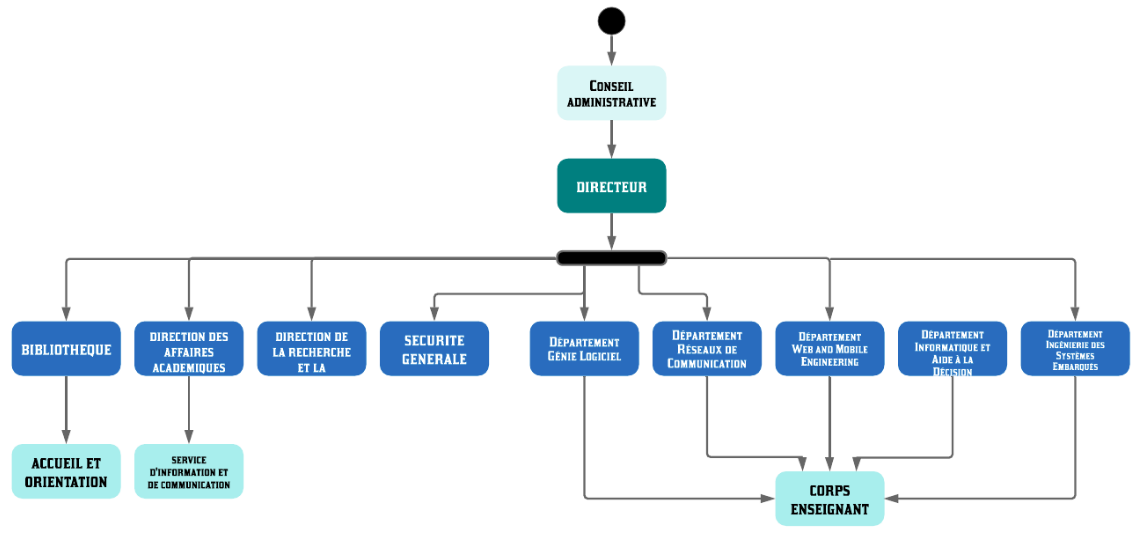 Conseil
administrative
DIRECTEUR
BIBLIOTHEQUE
DIRECTION DES
AFFAIRES
ACADEMIQUES
DIRECTION DE
LA RECHERCHE
ET LA
SECURITE
GENERALE
Département
Génie Logiciel
Département
Réseaux de
Communication
Département
Web and Mobile
Engineering
Département
Informatique et
Aide à la
Décision
Département
Ingénierie des
Systèmes
Embarqués
ACCUEIL ET
ORIENTATION
SERVICE
D'INFORMATION ET
DE COMMUNICATION
CORPS
ENSEIGNANT